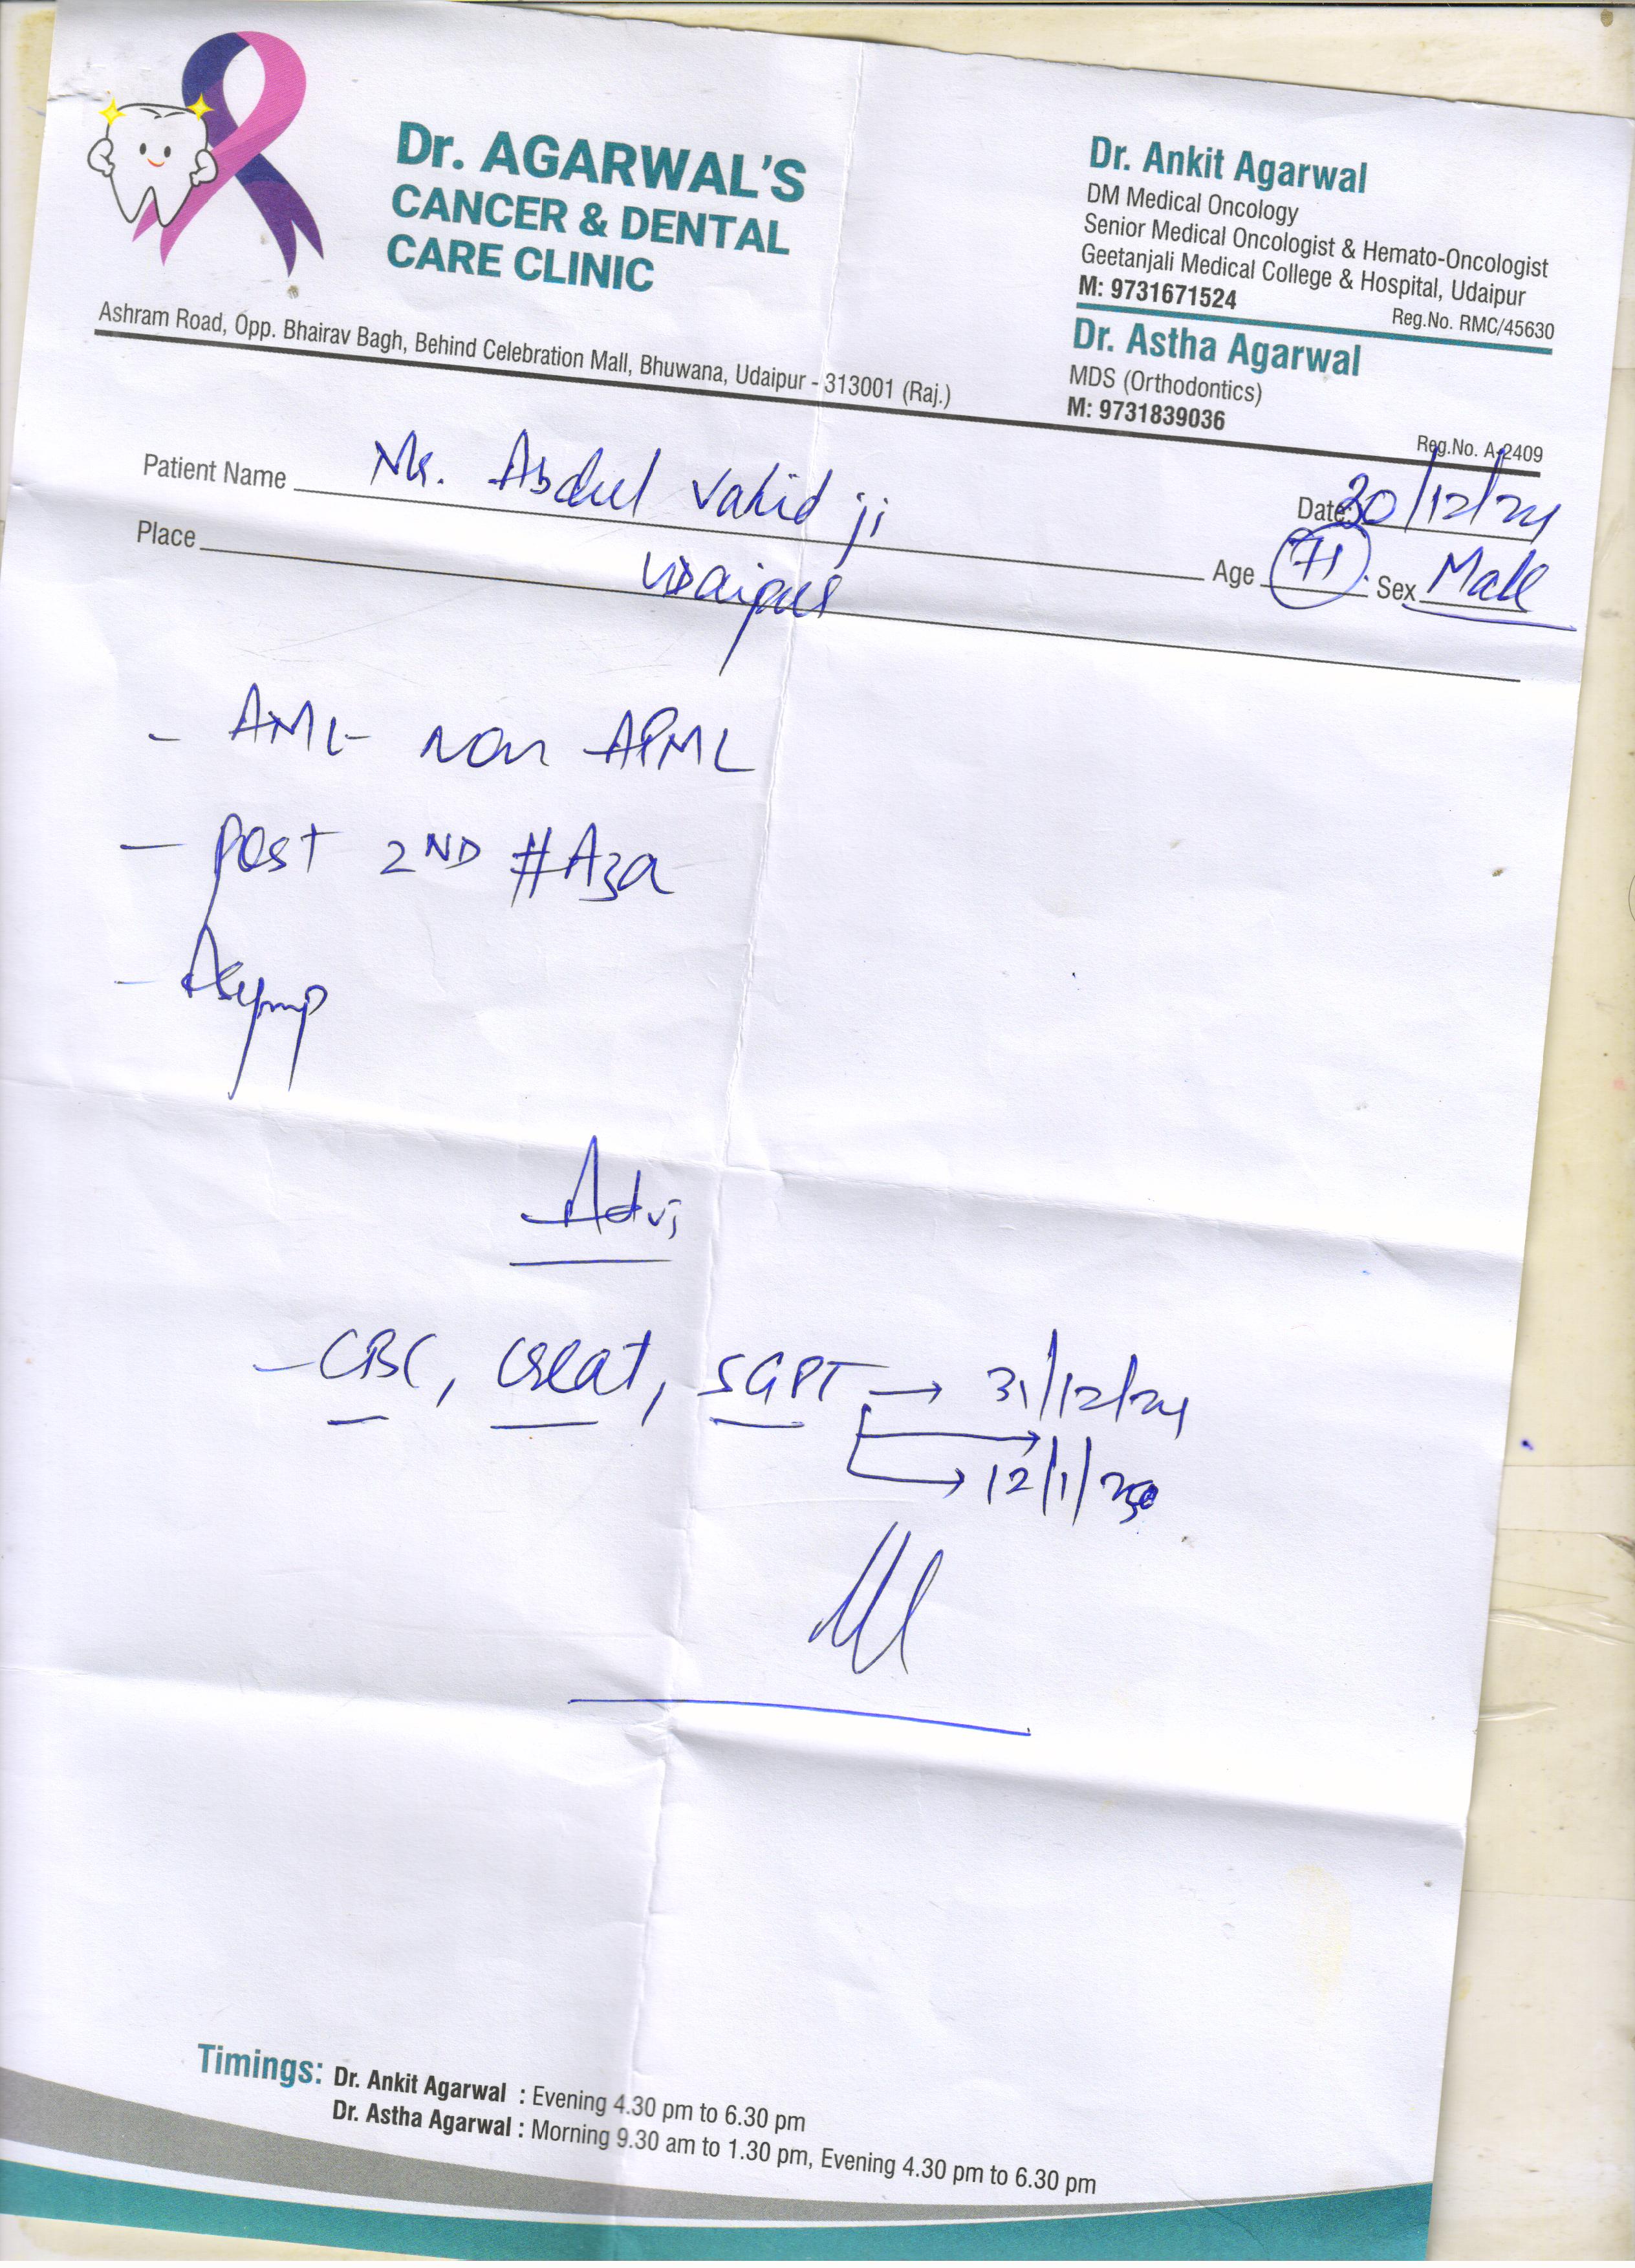 Dr. AGARWAL'S
CANCER & DENTAL
CARE CLINIC
Ashram Road, Opp. Bhairav Bagh, Behind Celebration Mall, Bhuwana, Udaipur - 313001 (Raj.)
Dr. Ankit Agarwal
DM Medical Oncology
Senior Medical Oncologist & Hemato-Oncologist
Geetanjali Medical College & Hospital, Udaipur
M: 9731671524
Reg.No. RMC/45630
Dr. Astha Agarwal
MDS (Orthodontics)
M: 9731839036
Reg.No. A-2409
Patient Name Mr. Abdul Vahid ji
Date: 30/12/24
Place Udaipur
Age 71 Sex Male
- AML- non APML
- Post 2ND #Aza
- Asymp
Adv;
- CBC, Creat, SGPT → 31/12/24
→ 12/1/25
Timings: Dr. Ankit Agarwal : Evening 4.30 pm to 6.30 pm
Dr. Astha Agarwal : Morning 9.30 am to 1.30 pm, Evening 4.30 pm to 6.30 pm